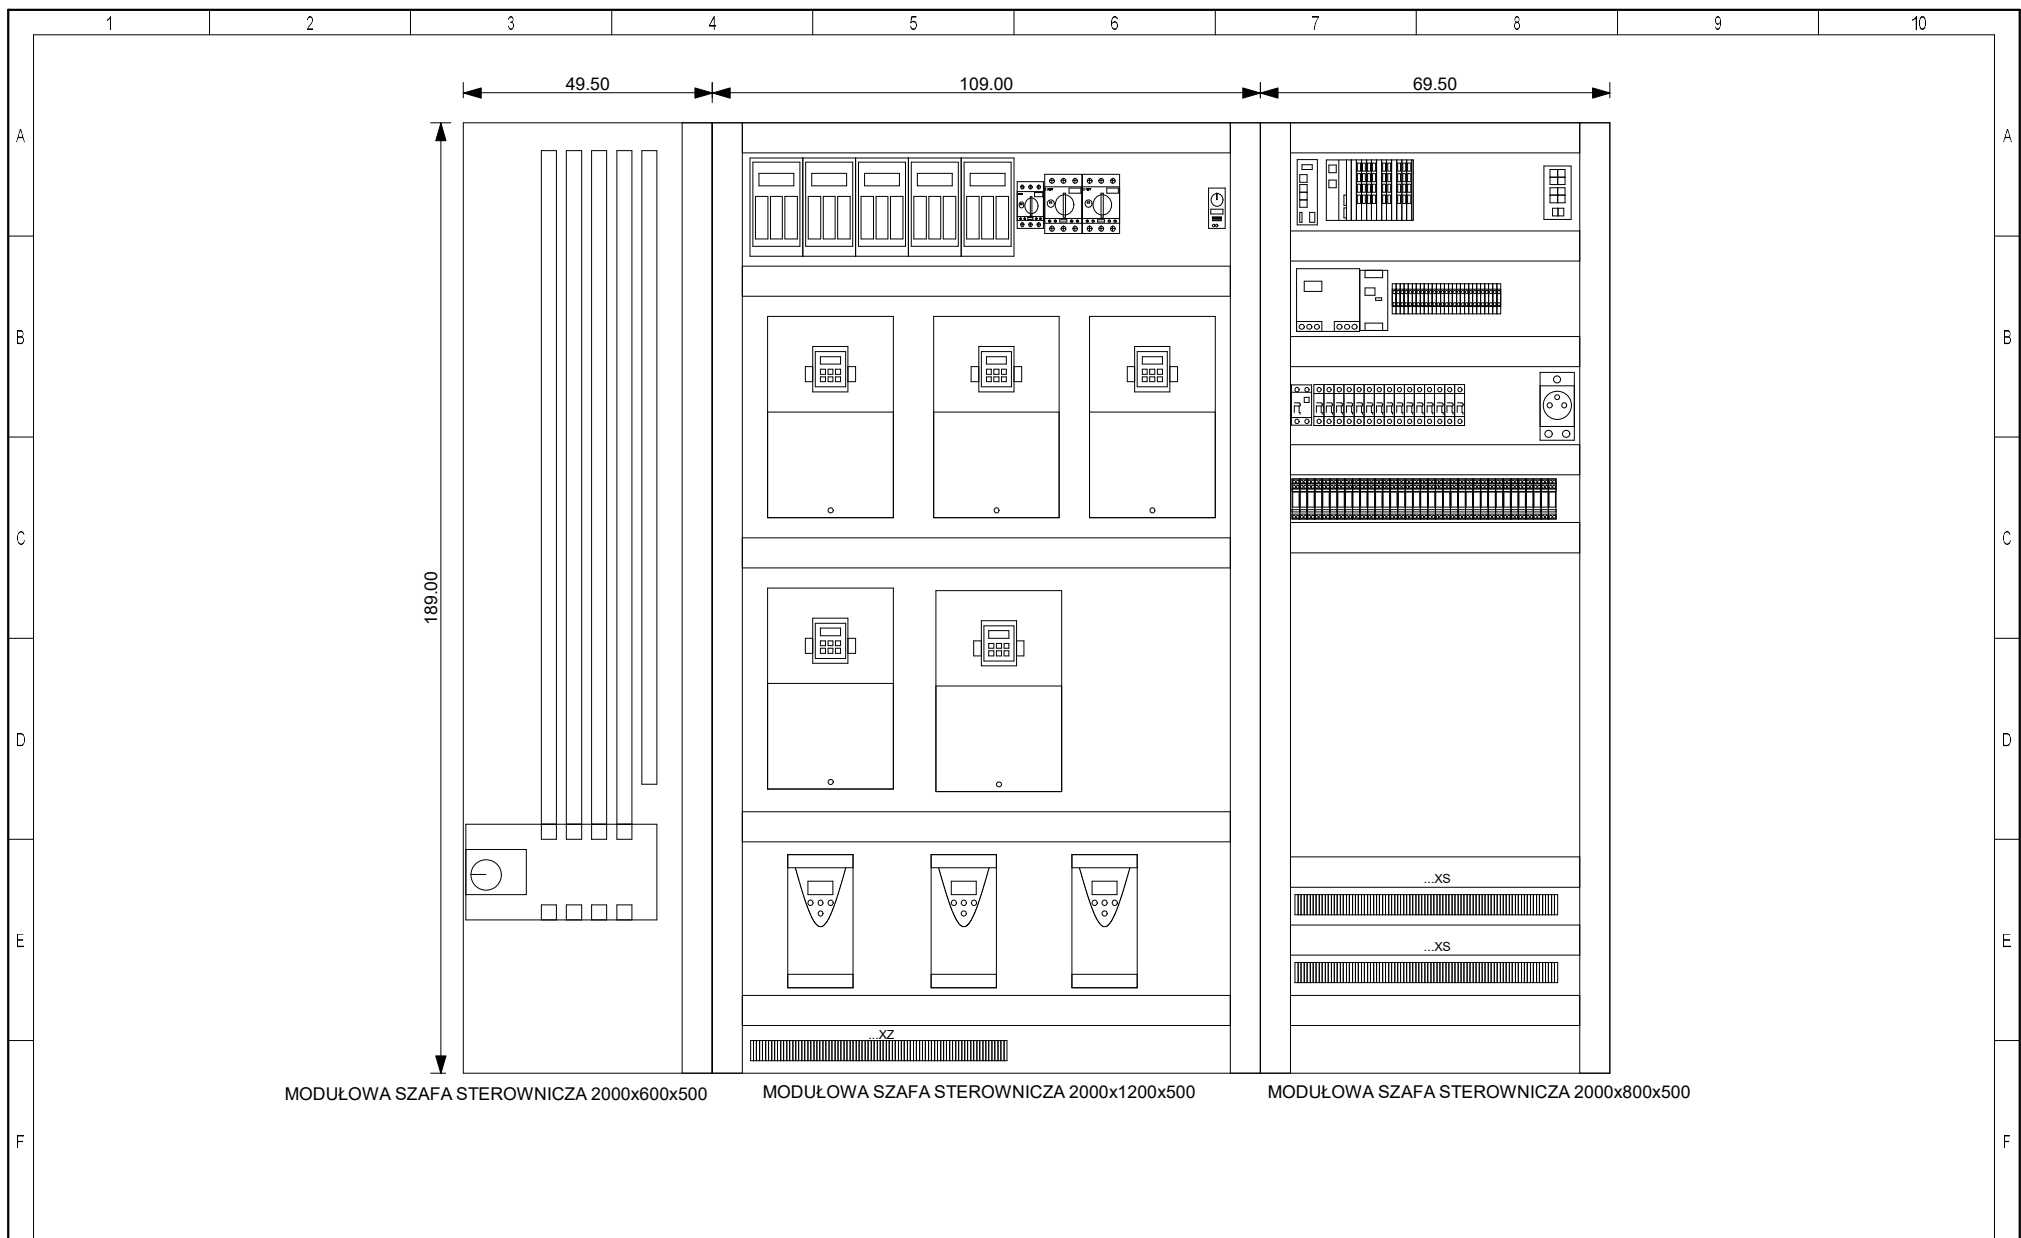 1 2 3 4 5 6 7 8 9 10
49.50 109.00 69.50
A A
B B
...XS
C C
189.00
D D
...XS
E E
...XZ
MODUŁOWA SZAFA STEROWNICZA 2000x600x500
MODUŁOWA SZAFA STEROWNICZA 2000x1200x500
MODUŁOWA SZAFA STEROWNICZA 2000x800x500
F F